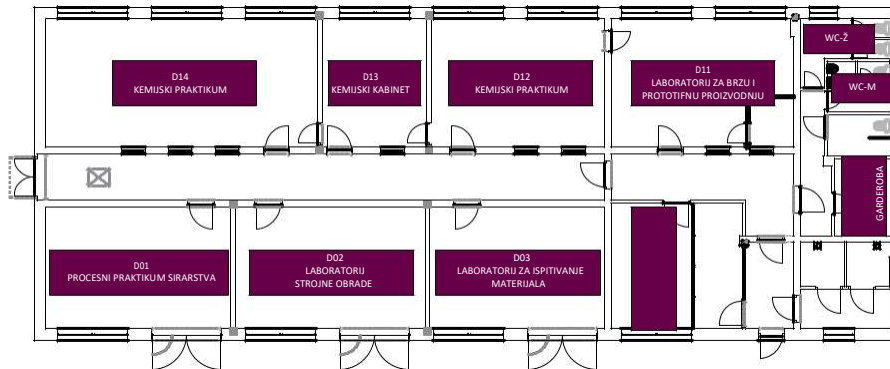 D14
KEMIJSKI PRAKTIKUM
D13
KEMIJSKI KABINET
D12
KEMIJSKI PRAKTIKUM
D11
LABORATORIJ ZA BRZU I
PROTOTIFNU PROIZVODNJU
WC-Ž
WC-M
GARDEROBA
D01
PROCESNI PRAKTIKUM SIRARSTVA
D02
LABORATORIJ
STROJNE OBRADE
D03
LABORATORIJ ZA ISPITIVANJE
MATERIJALA